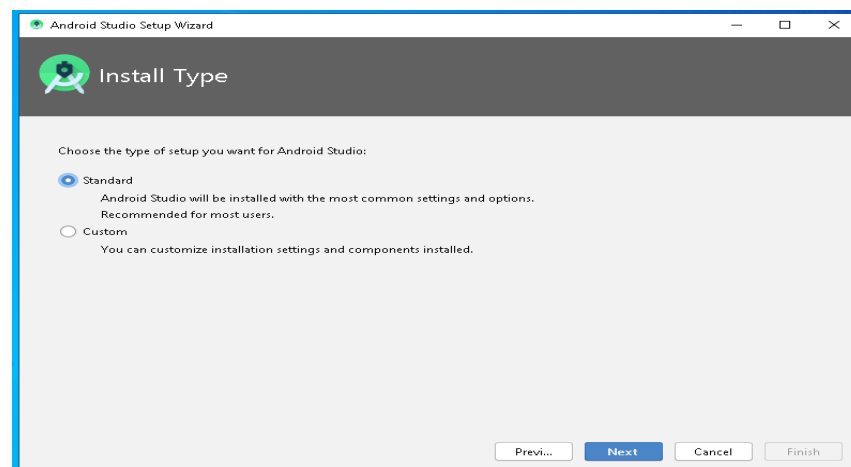 Android Studio Setup Wizard
Install Type
Choose the type of setup you want for Android Studio:
Standard
Android Studio will be installed with the most common settings and options.
Recommended for most users.
Custom
You can customize installation settings and components installed.
Previ... Next Cancel Finish